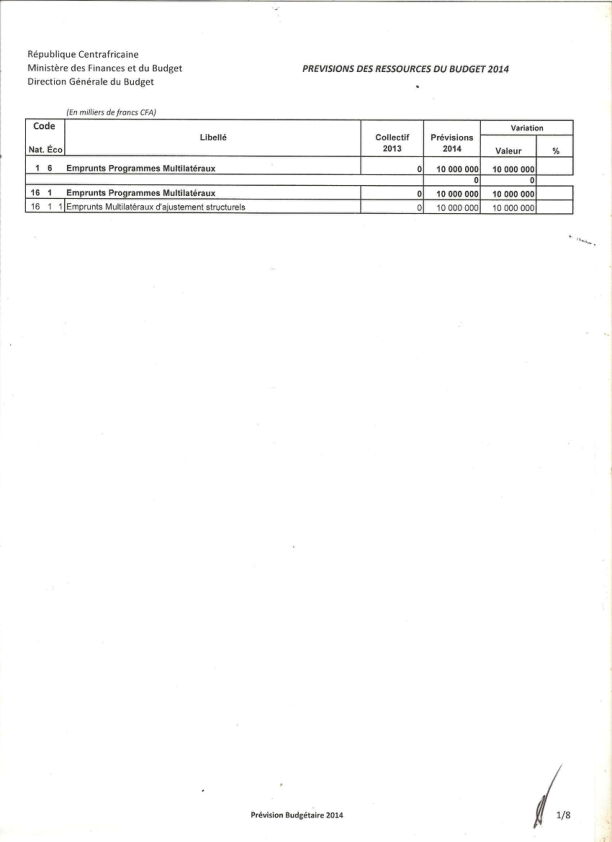 République Centrafricaine
Ministère des Finances et du Budget
Direction Générale du Budget
PREVISIONS DES RESSOURCES DU BUDGET 2014
(En milliers de francs CFA)
Code Nat. Éco Libellé Collectif 2013 Prévisions 2014 Variation Valeur %
1 6 Emprunts Programmes Multilatéraux 0 10 000 000 10 000 000
0 0
16 1 Emprunts Programmes Multilatéraux 0 10 000 000 10 000 000
16 1 1 Emprunts Multilatéraux d'ajustement structurels 0 10 000 000 10 000 000
Prévision Budgétaire 2014
1/8